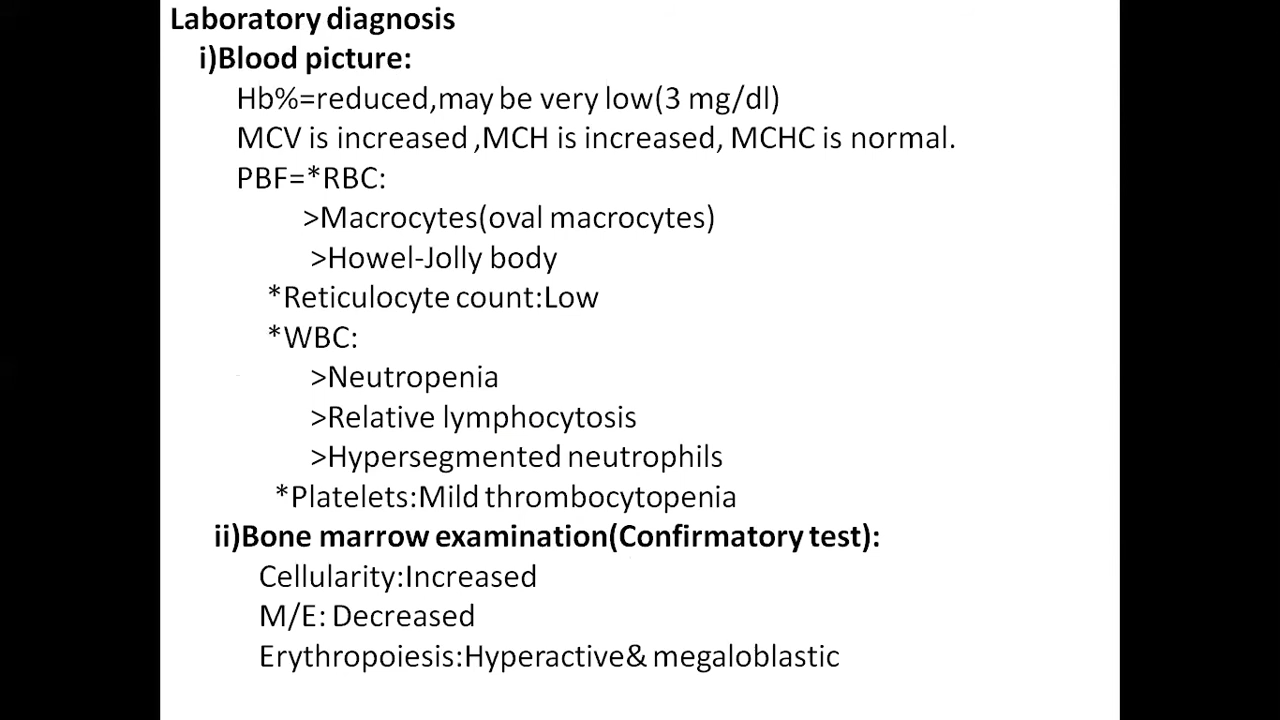 Laboratory diagnosis
i)Blood picture:
Hb%=reduced,may be very low(3 mg/dl)
MCV is increased ,MCH is increased, MCHC is normal.
PBF=*RBC:
>Macrocytes(oval macrocytes)
>Howel-Jolly body
*Reticulocyte count:Low
*WBC:
>Neutropenia
>Relative lymphocytosis
>Hypersegmented neutrophils
*Platelets:Mild thrombocytopenia
ii)Bone marrow examination(Confirmatory test):
Cellularity:Increased
M/E: Decreased
Erythropoiesis:Hyperactive& megaloblastic